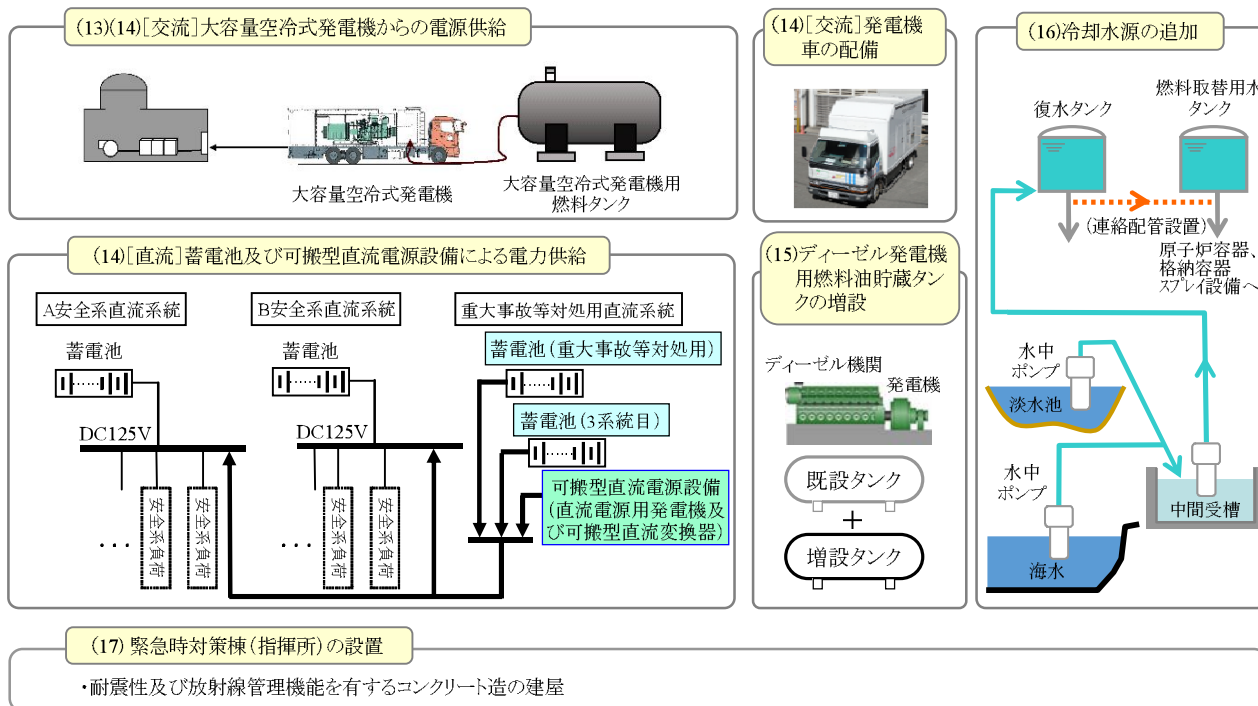 (13)(14)[交流]大容量空冷式発電機からの電源供給
大容量空冷式発電機
大容量空冷式発電機用
燃料タンク
(14)[交流]発電機
車の配備
(16)冷却水源の追加
復水タンク
燃料取替用水
タンク
(連絡配管設置)
原子炉容器、
格納容器
スプレイ設備へ
水中
ポンプ
淡水池
水中
ポンプ
中間受槽
海水
(14)[直流]蓄電池及び可搬型直流電源設備による電力供給
A安全系直流系統
B安全系直流系統
重大事故等対処用直流系統
蓄電池
蓄電池
蓄電池(重大事故等対処用)
蓄電池(3系統目)
DC125V
DC125V
可搬型直流電源設備
(直流電源用発電機及
び可搬型直流変換器)
…
安全系負荷
安全系負荷
…
安全系負荷
安全系負荷
(15)ディーゼル発電機
用燃料油貯蔵タン
クの増設
ディーゼル機関
発電機
既設タンク
+
増設タンク
(17) 緊急時対策棟(指揮所)の設置
・耐震性及び放射線管理機能を有するコンクリート造の建屋